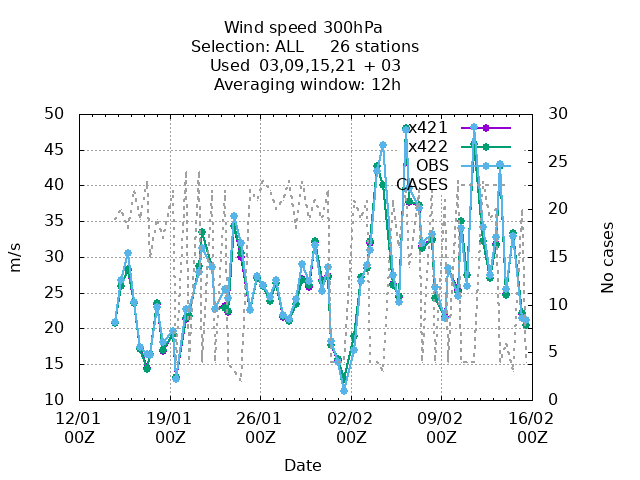 Wind speed 300hPa
Selection: ALL     26 stations
Used 03,09,15,21 + 03
Averaging window: 12h
50
45
40
35
30
25
20
15
10
m/s
30
25
20
15
10
5
0
No cases
x421
x422
OBS
CASES
12/01 19/01 26/01 02/02 09/02 16/02
00Z 00Z 00Z 00Z 00Z 00Z
Date